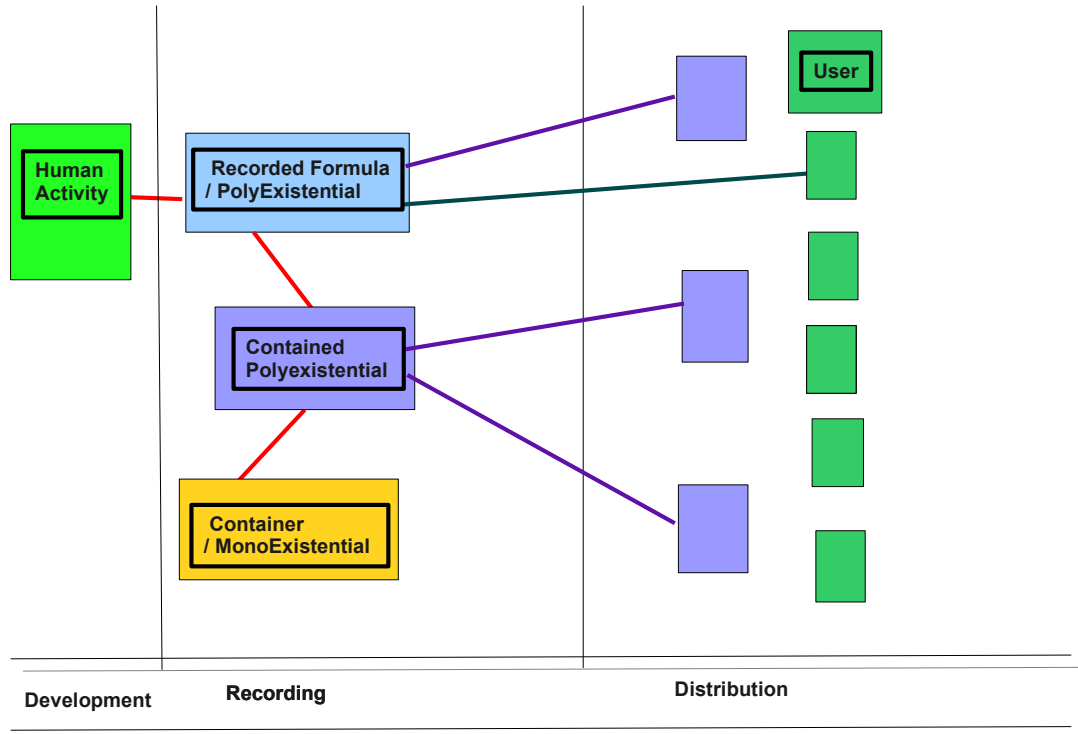 User
Human
Activity
Recorded Formula
/ PolyExistential
Contained
Polyexistential
Container
/ MonoExistential
Development
Recording
Distribution